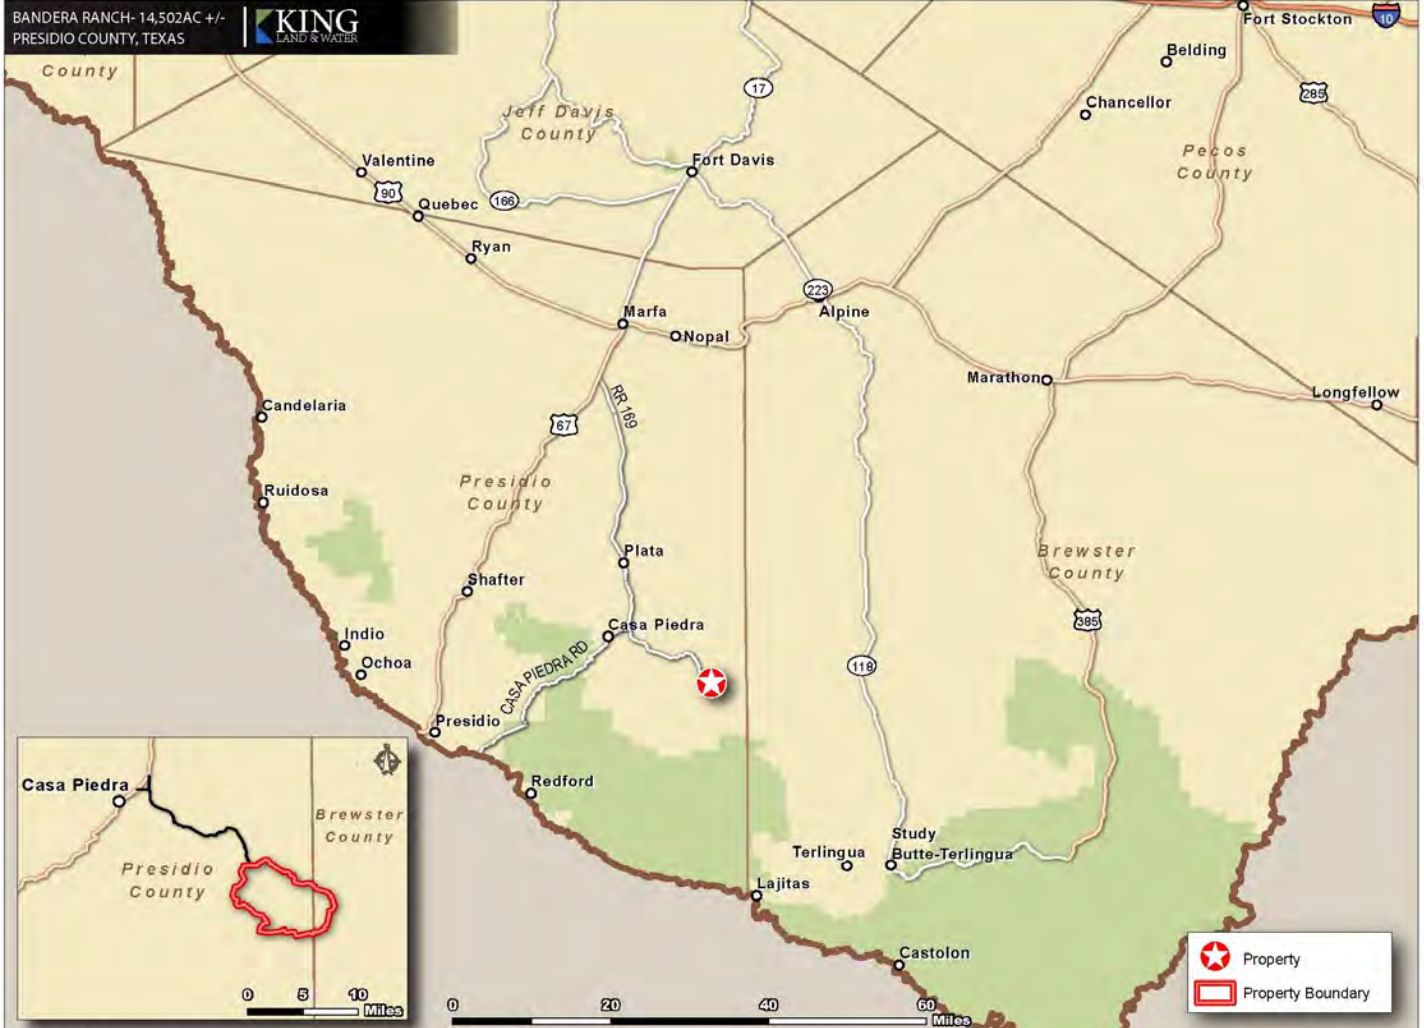 BANDERA RANCH- 14,502AC +/-
PRESIDIO COUNTY, TEXAS
KING
LAND & WATER
County
Fort Stockton
10
Belding
285
Chancellor
17
Jeff Davis
County
Pecos
County
Valentine
Fort Davis
90
166
Quebec
Ryan
223
Alpine
Marfa
Nopal
Marathon
Longfellow
Candelaria
RR 169
67
Presidio
County
Ruidosa
Plata
Brewster
County
Shafter
385
Casa Piedra
Indio
Ochoa
CASA PIEDRA RD
118
Presidio
Redford
Study
Butte-Terlingua
Terlingua
Lajitas
Castolon
Casa Piedra
Brewster
County
Presidio
County
0 5 10
Miles
0 20 40 60
Miles
Property
Property Boundary